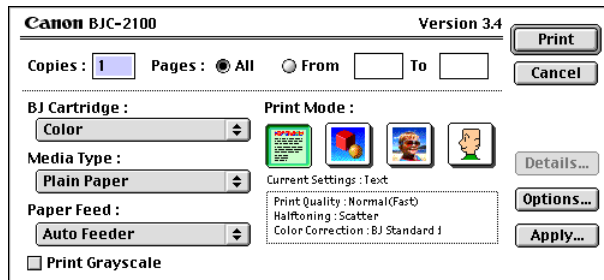 Canon BJC-2100 Version 3.4
Print
Copies : 1 Pages : All From To
Cancel
BJ Cartridge : Print Mode :
Color
Media Type :
Plain Paper Details...
Current Settings : Text
Print Quality : Normal(Fast)
Options...
Paper Feed : Halftoning : Scatter
Color Correction : BJ Standard 1
Auto Feeder Apply...
Print Grayscale